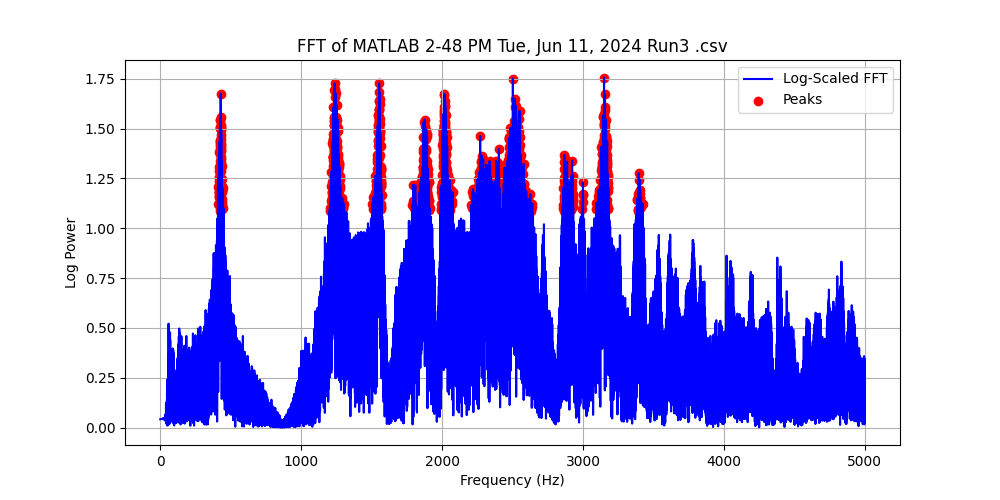 FFT of MATLAB 2-48 PM Tue, Jun 11, 2024 Run3 .csv
Log-Scaled FFT
Peaks
1.75
1.50
1.25
1.00
0.75
0.50
0.25
0.00
Log Power
0 1000 2000 3000 4000 5000
Frequency (Hz)